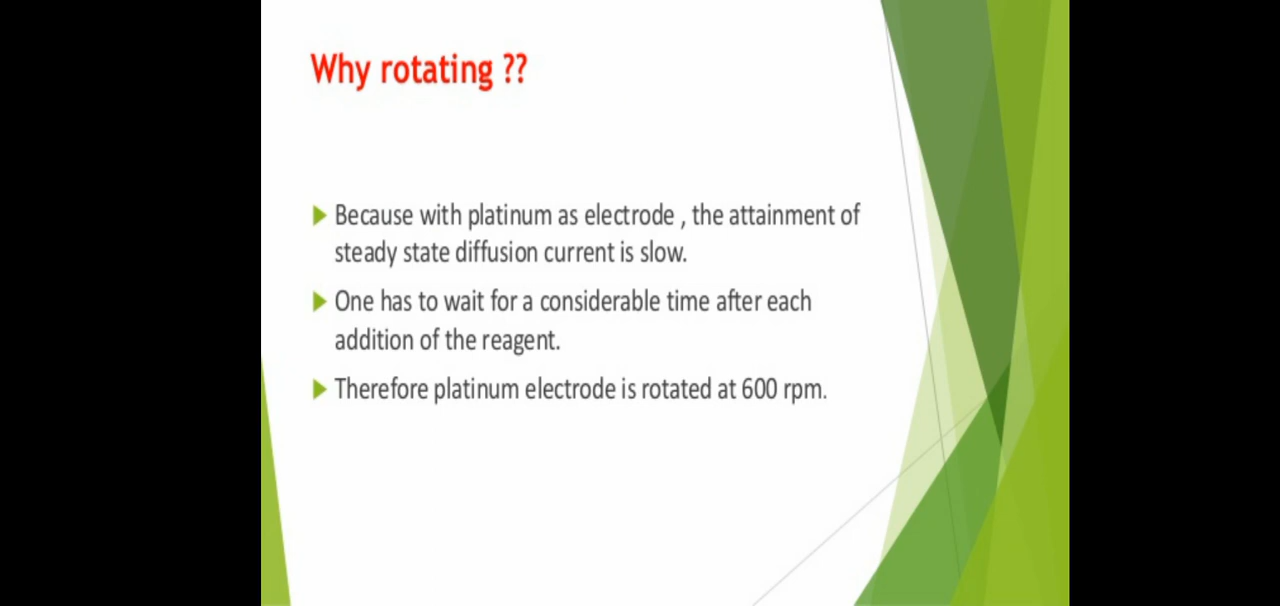 Why rotating ??
Because with platinum as electrode , the attainment of
steady state diffusion current is slow.
One has to wait for a considerable time after each
addition of the reagent.
Therefore platinum electrode is rotated at 600 rpm.